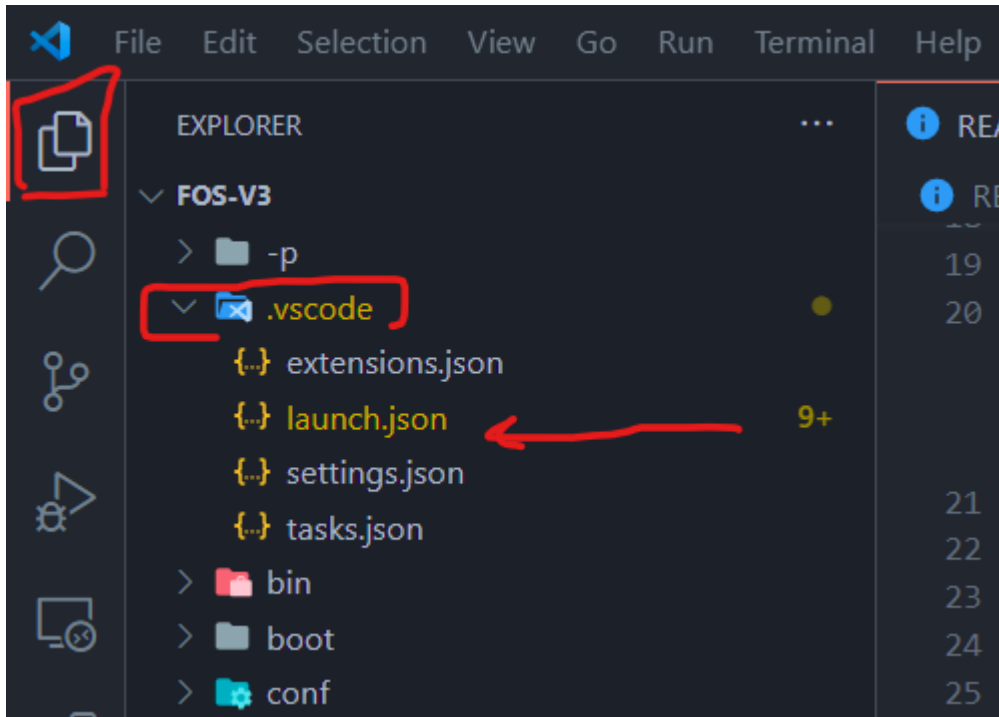 File Edit Selection View Go Run Terminal Help
EXPLORER ...
FOS-V3
-p
19
.vscode
20
{..} extensions.json
{..} launch.json 9+
{..} settings.json
21
{..} tasks.json
22
bin
23
boot
24
conf
25